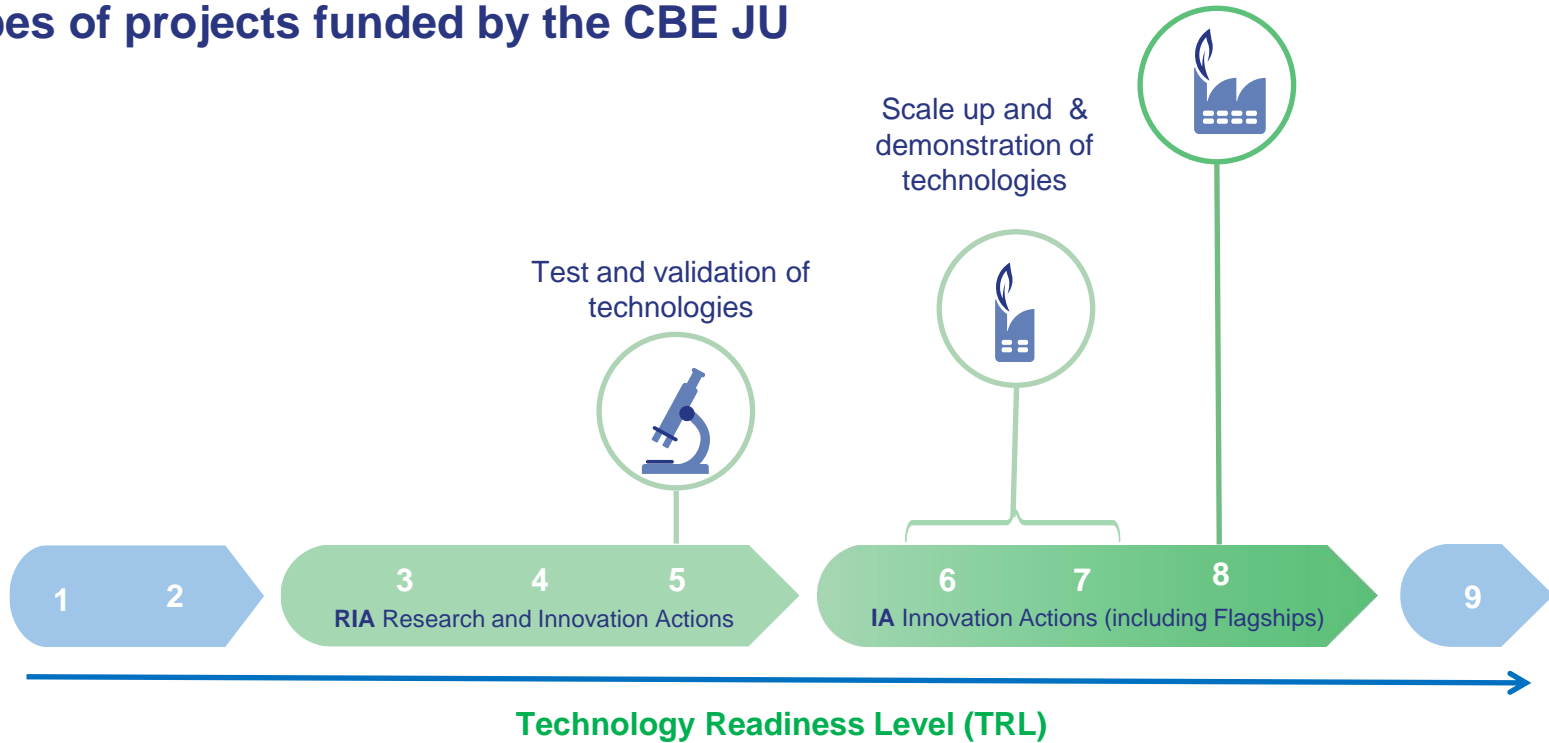 pes of projects funded by the CBE JU
Scale up and &
demonstration of
technologies
Test and validation of
technologies
1
2
3
4
5
RIA Research and Innovation Actions
6
7
8
IA Innovation Actions (including Flagships)
9
Technology Readiness Level (TRL)